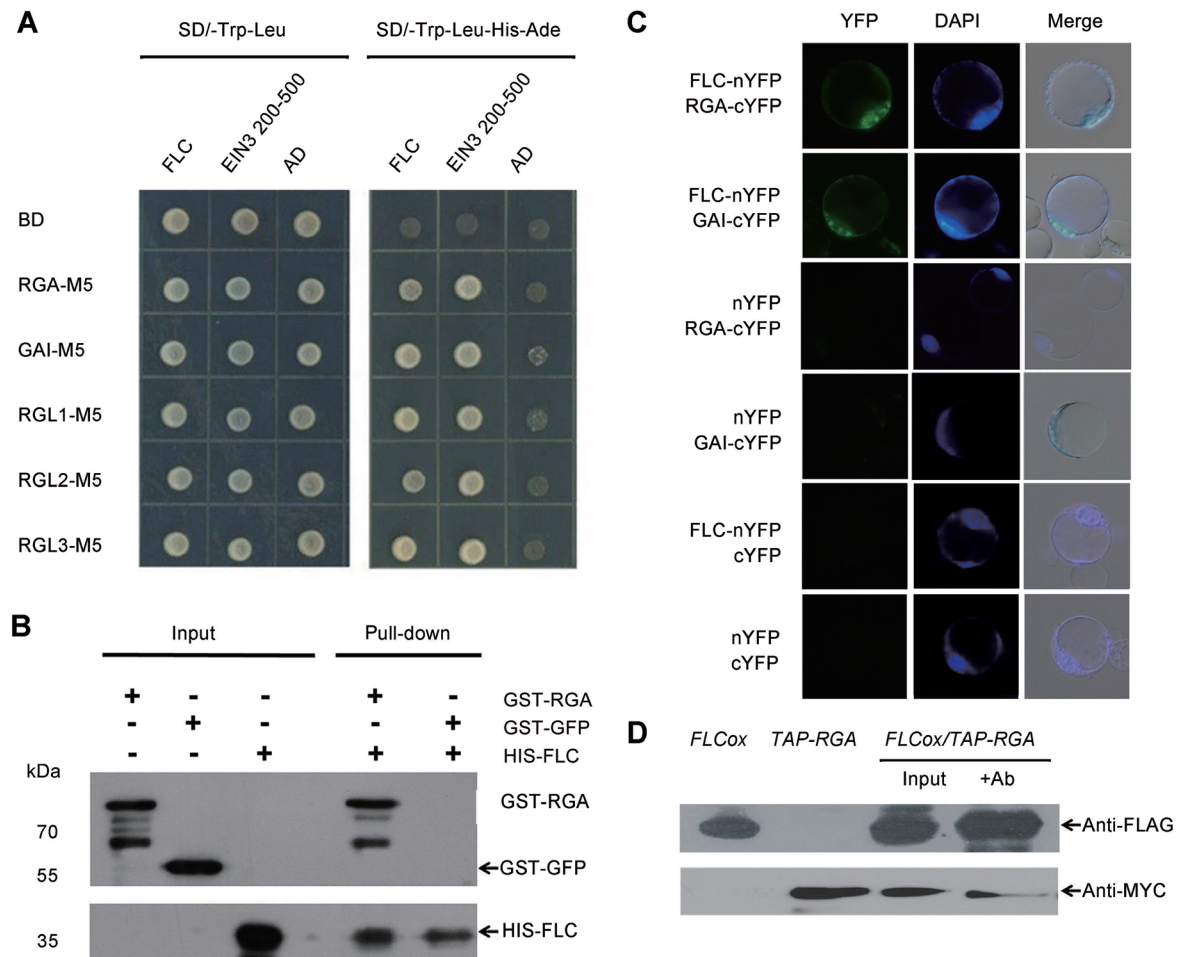 A
SD/-Trp-Leu
SD/-Trp-Leu-His-Ade
FLC
EIN3 200-500
AD
FLC
EIN3 200-500
AD
BD
RGA-M5
GAI-M5
RGL1-M5
RGL2-M5
RGL3-M5
B
Input
Pull-down
+ - - + - GST-RGA
- + - - + GST-GFP
- - + + + HIS-FLC
kDa
GST-RGA
70
GST-GFP
55
HIS-FLC
35
C
YFP DAPI Merge
FLC-nYFP
RGA-cYFP
FLC-nYFP
GAI-cYFP
nYFP
RGA-cYFP
nYFP
GAI-cYFP
FLC-nYFP
cYFP
nYFP
cYFP
D
FLCox TAP-RGA FLCox/TAP-RGA
Input +Ab
Anti-FLAG
Anti-MYC